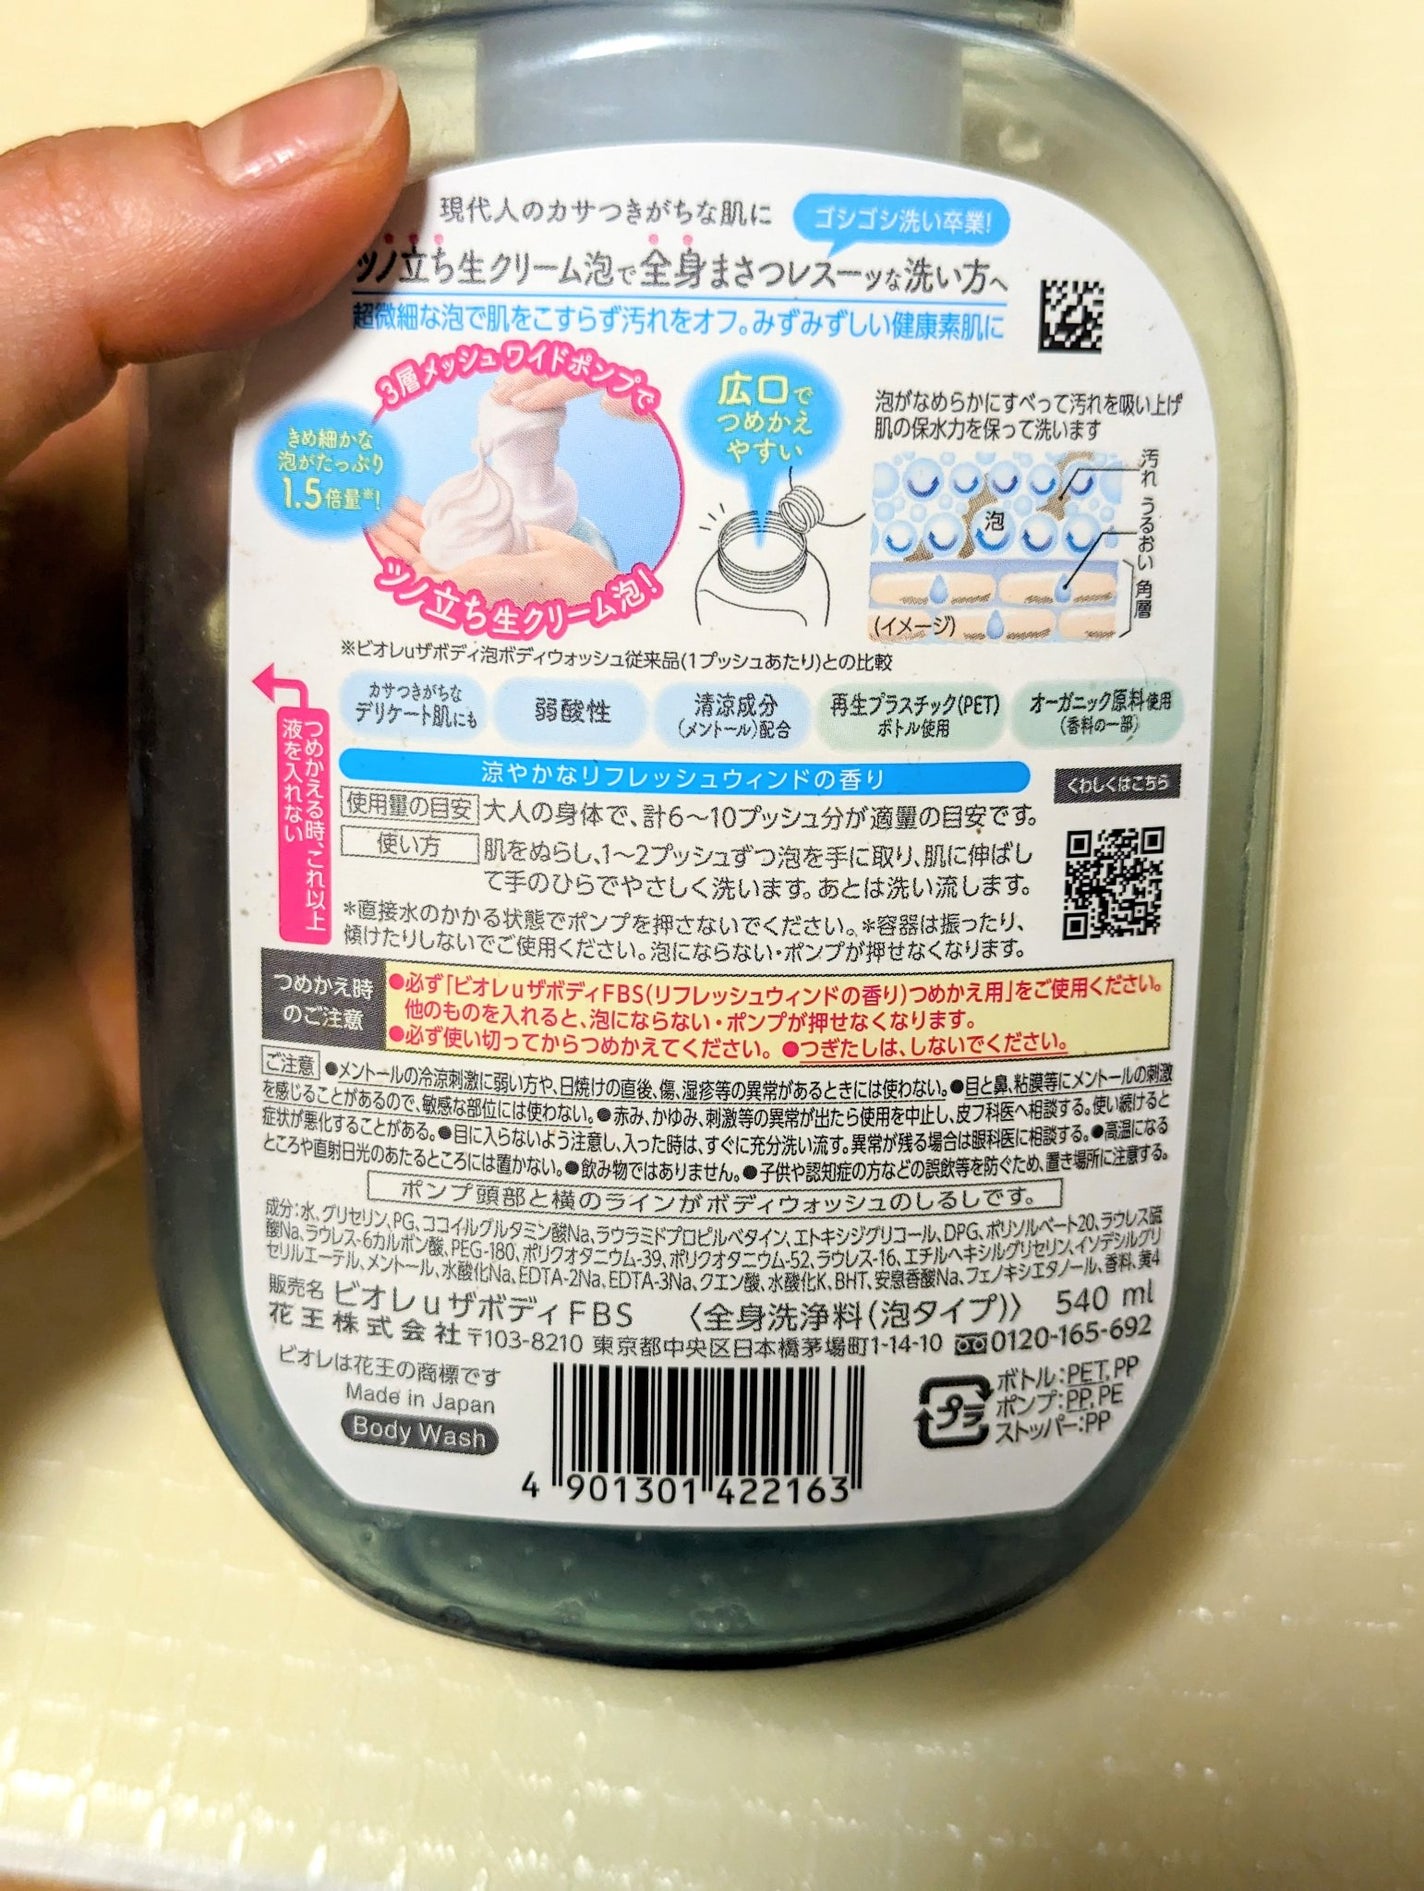 現代人のカサつきがちな肌に
ゴシゴシ洗い卒業!
ツノ立ち生クリーム泡で全身まさつレスーッな洗い方へ
超微細な泡で肌をこすらず汚れをオフ。みずみずしい健康素肌に
3層メッシュワイドポンプで
きめ細かな
泡がたっぷり
1.5倍量※!
ツノ立ち生クリーム泡!
広口で
つめかえ
やすい
泡がなめらかにすべって汚れを吸い上げ
肌の保水力を保って洗います
汚れ
うるおい
泡
角層
(イメージ)
※ビオレuザボディ泡ボディウォッシュ従来品(1プッシュあたり)との比較
カサつきがちな
デリケート肌にも
弱酸性
清涼成分
(メントール)配合
再生プラスチック(PET)
ボトル使用
オーガニック原料使用
(香料の一部)
つめかえる時、これ以上
液を入れない
涼やかなリフレッシュウィンドの香り
くわしくはこちら
使用量の目安 大人の身体で、計6〜10プッシュ分が適量の目安です。
使い方 肌をぬらし、1〜2プッシュずつ泡を手に取り、肌に伸ばし
て手のひらでやさしく洗います。あとは洗い流します。
*直接水のかかる状態でポンプを押さないでください。*容器は振ったり、
傾けたりしないでご使用ください。泡にならない・ポンプが押せなくなります。
つめかえ時
のご注意
●必ず「ビオレuザボディFBS(リフレッシュウィンドの香り)つめかえ用」をご使用ください。
他のものを入れると、泡にならない・ポンプが押せなくなります。
●必ず使い切ってからつめかえてください。●つぎたしは、しないでください。
ご注意 ●メントールの冷涼刺激に弱い方や、日焼けの直後、傷、湿疹等の異常があるときには使わない。●目と鼻、粘膜等にメントールの刺激
を感じることがあるので、敏感な部位には使わない。●赤み、かゆみ、刺激等の異常が出たら使用を中止し、皮フ科医へ相談する。使い続けると
症状が悪化することがある。●目に入らないよう注意し、入った時は、すぐに充分洗い流す。異常が残る場合は眼科医に相談する。●高温になる
ところや直射日光のあたるところには置かない。●飲み物ではありません。●子供や認知症の方などの誤飲等を防ぐため、置き場所に注意する。
ポンプ頭部と横のラインがボディウォッシュのしるしです。
成分:水、グリセリン、PG、ココイルグルタミン酸Na、ラウラミドプロピルベタイン、エトキシジグリコール、DPG、ポリソルベート20、ラウレス硫
酸Na、ラウレス-6カルボン酸、PEG-180、ポリクオタニウム-39、ポリクオタニウム-52、ラウレス-16、エチルヘキシルグリセリン、イソデシルグリ
セリルエーテル、メントール、水酸化Na、EDTA-2Na、EDTA-3Na、クエン酸、水酸化K、BHT、安息香酸Na、フェノキシエタノール、香料、黄4
販売名 ビオレuザボディFBS 〈全身洗浄料(泡タイプ)〉 540 ml
花王株式会社 〒103-8210 東京都中央区日本橋茅場町1-14-10 0120-165-692
ビオレは花王の商標です
Made in Japan
Body Wash
4 901301 422163
プラ
ボトル:PET, PP
ポンプ:PP, PE
ストッパー:PP